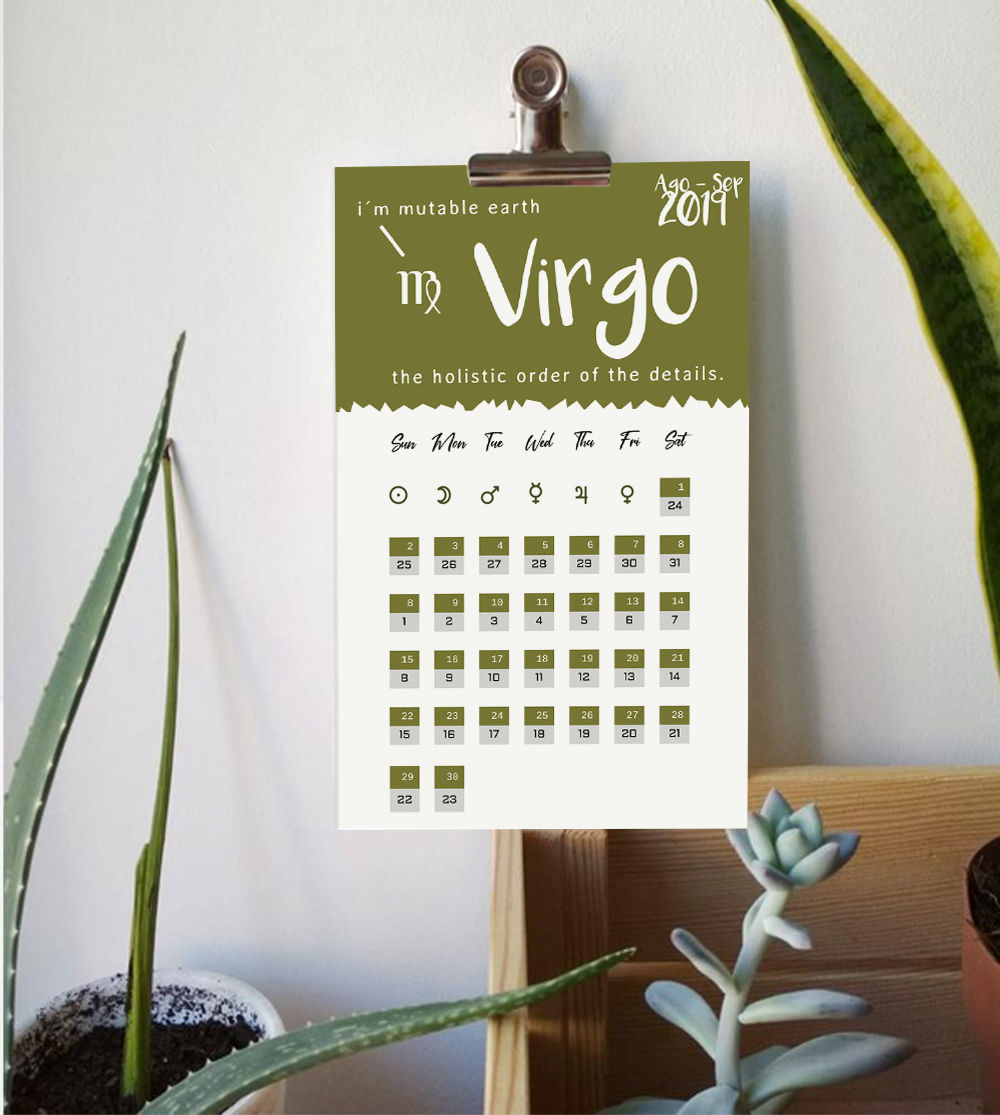 Ago - Sep
2019
i´m mutable earth
♍ Virgo
the holistic order of the details.
Sun Mon Tue Wed Thu Fri Sat
☉ ☽ ♂ ☿ ♃ ♀ 1
24
2 3 4 5 6 7 8
25 26 27 28 29 30 31
8 9 10 11 12 13 14
1 2 3 4 5 6 7
15 16 17 18 19 20 21
8 9 10 11 12 13 14
22 23 24 25 26 27 28
15 16 17 18 19 20 21
29 30
22 23